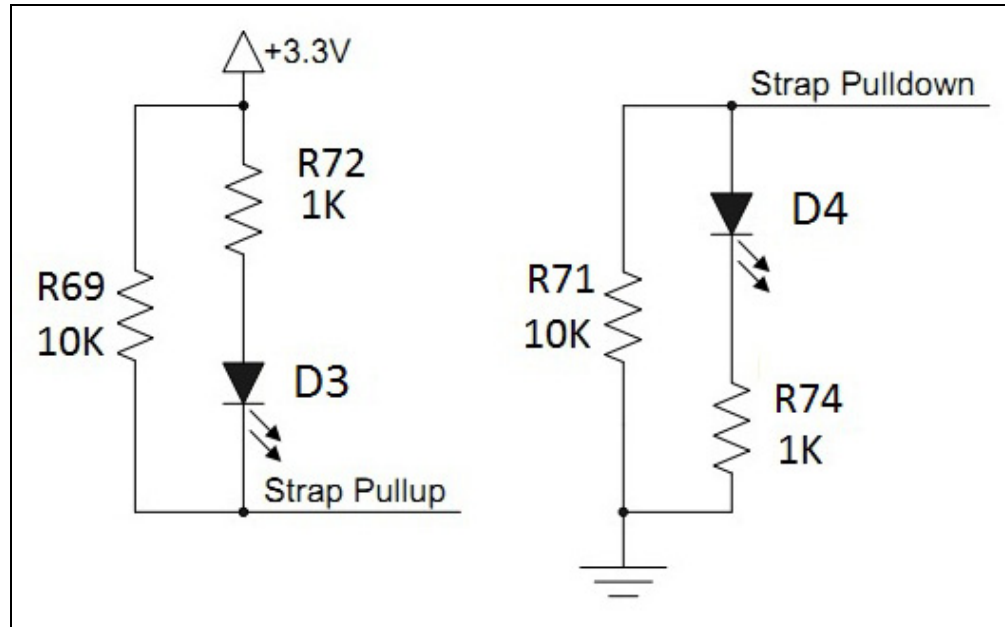 +3.3V
R72
1K
R69
10K
D3
Strap Pullup
Strap Pulldown
D4
R71
10K
R74
1K